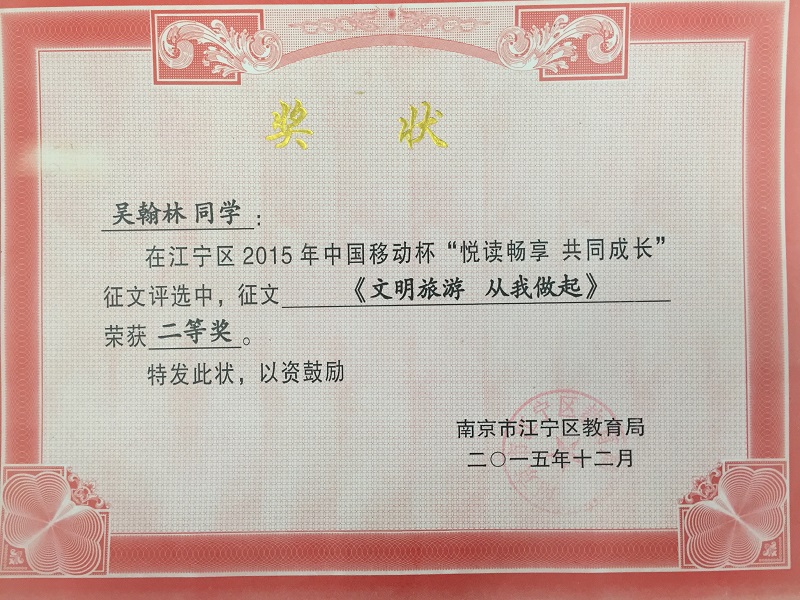 奖 状
吴翰林 同学：
在江宁区 2015 年中国移动杯“悦读畅享 共同成长”
征文评选中，征文《文明旅游 从我做起》
荣获二等奖。
特发此状，以资鼓励
南京市江宁区教育局
二〇一五年十二月